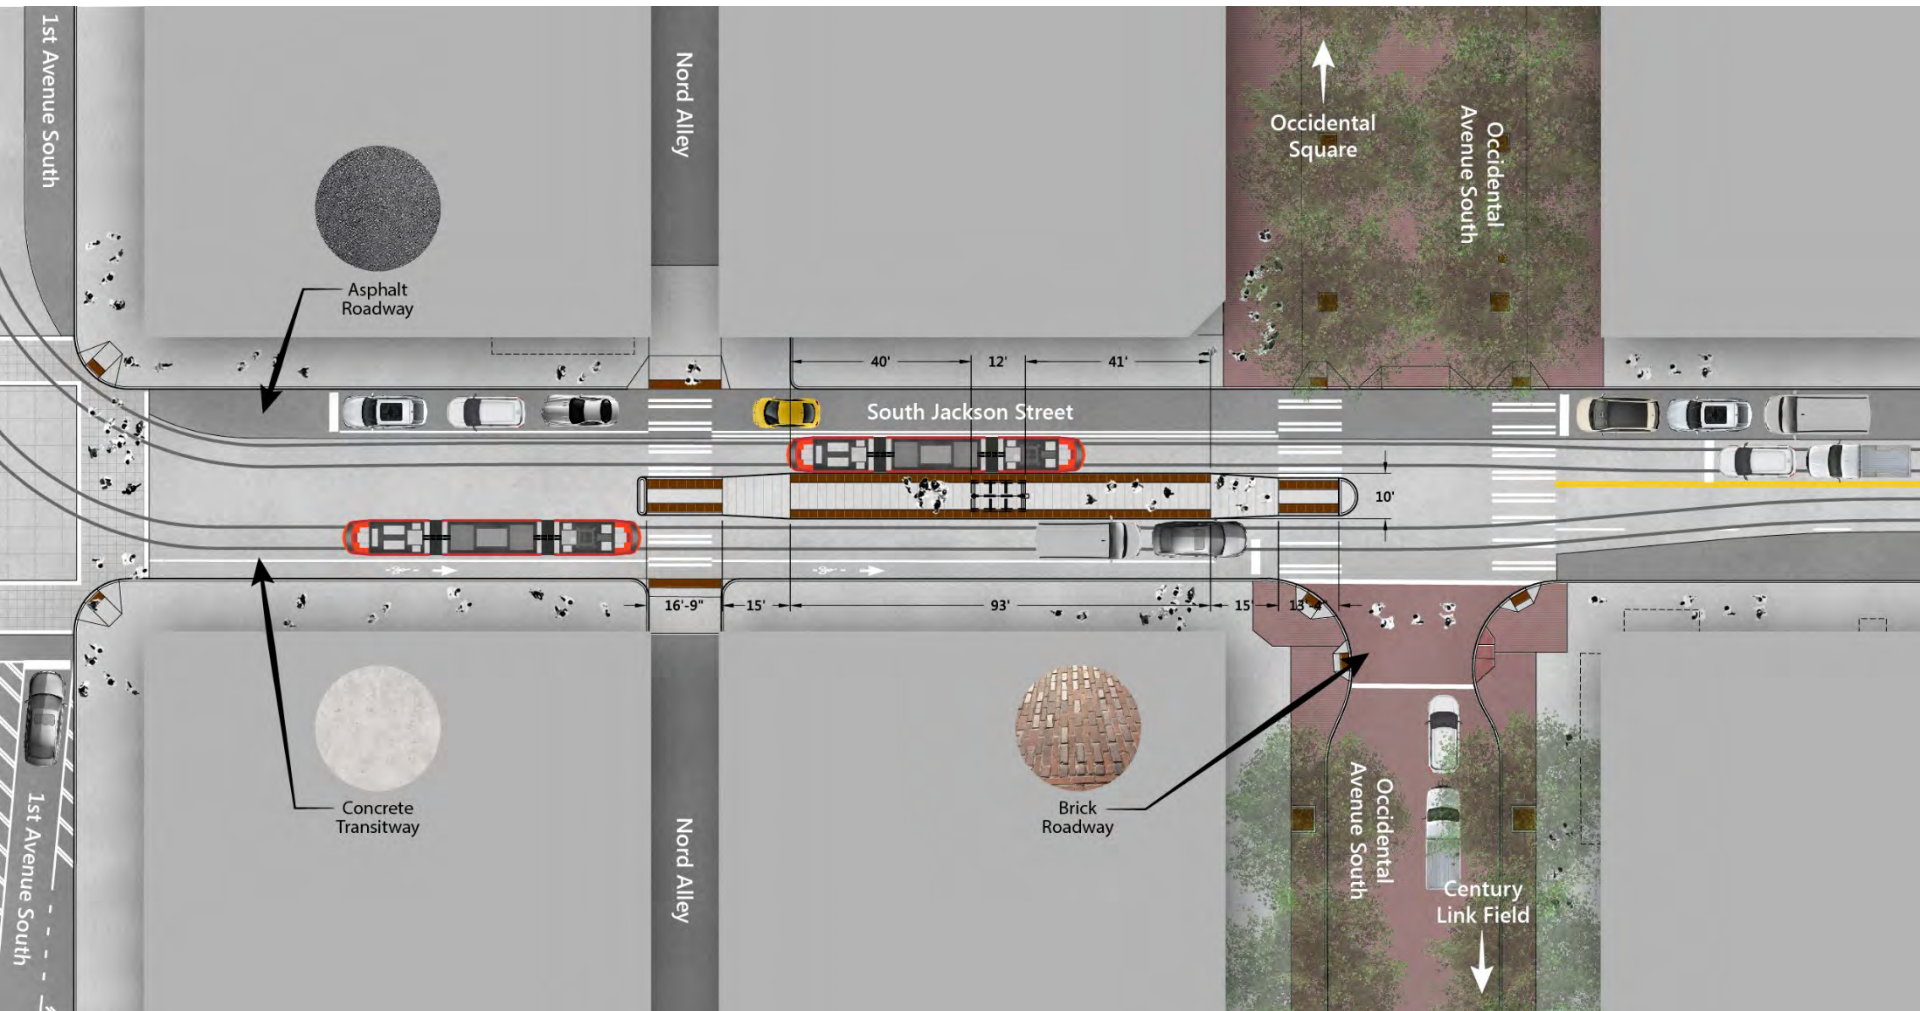 1st Avenue South
Nord Alley
Occidental
Square
Occidental
Avenue South
Asphalt
Roadway
40'
12'
41'
South Jackson Street
10'
16'-9"
15'
93'
15'
13'-4"
Concrete
Transitway
Brick
Roadway
1st Avenue South
Nord Alley
Occidental
Avenue South
Century
Link Field